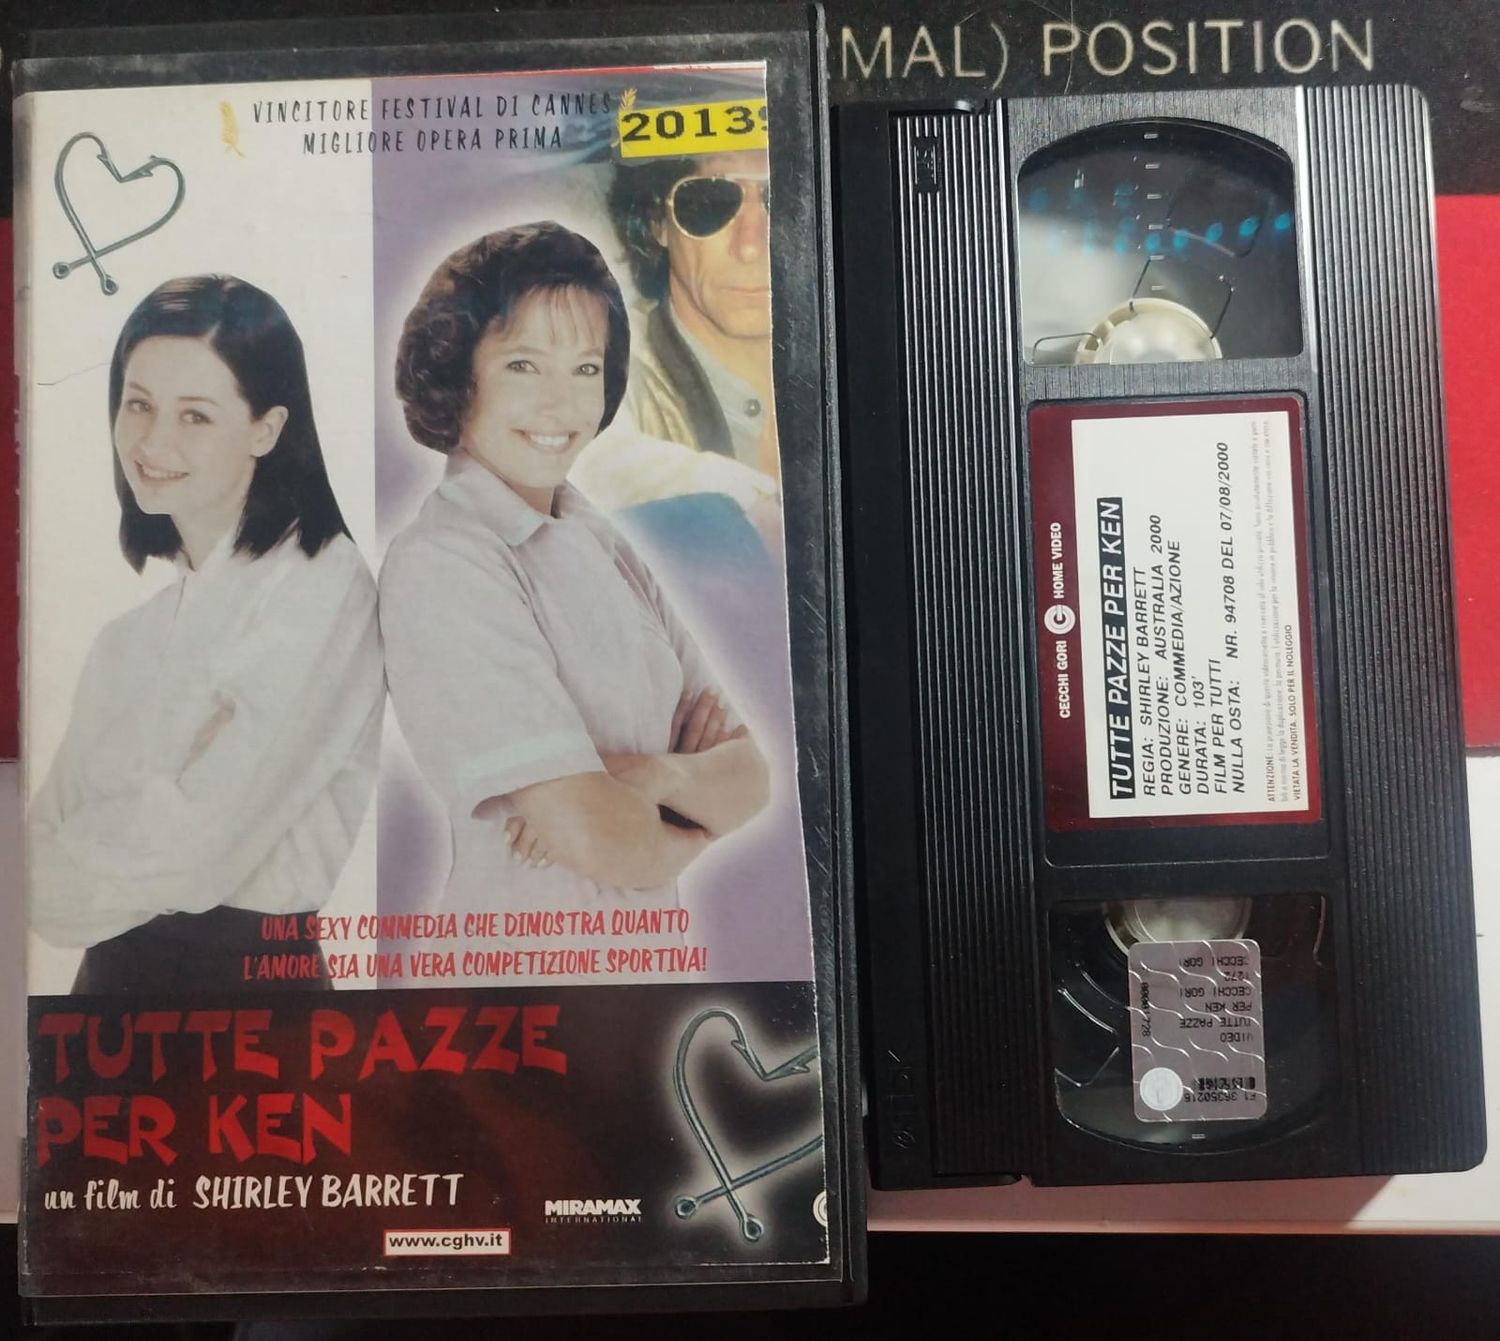 MAL) POSITION
VINCITORE FESTIVAL DI CANNES
MIGLIORE OPERA PRIMA
2013
UNA SEXY COMMEDIA CHE DIMOSTRA QUANTO
L'AMORE SIA UNA VERA COMPETIZIONE SPORTIVA!
TUTTE PAZZE
PER KEN
un film di SHIRLEY BARRETT
MIRAMAX
INTERNATIONAL
www.cghv.it
VHS
CECCHI GORI HOME VIDEO
TUTTE PAZZE PER KEN
REGIA: SHIRLEY BARRETT
PRODUZIONE: AUSTRALIA 2000
GENERE: COMMEDIA/AZIONE
DURATA: 103'
FILM PER TUTTI
NULLA OSTA: NR. 94708 DEL 07/08/2000
VIETATA LA VENDITA. SOLO PER IL NOLEGGIO
VIDEO
TUTTE PAZZE
PER KEN
CECCHI GORI
1272
CECCHI GORI